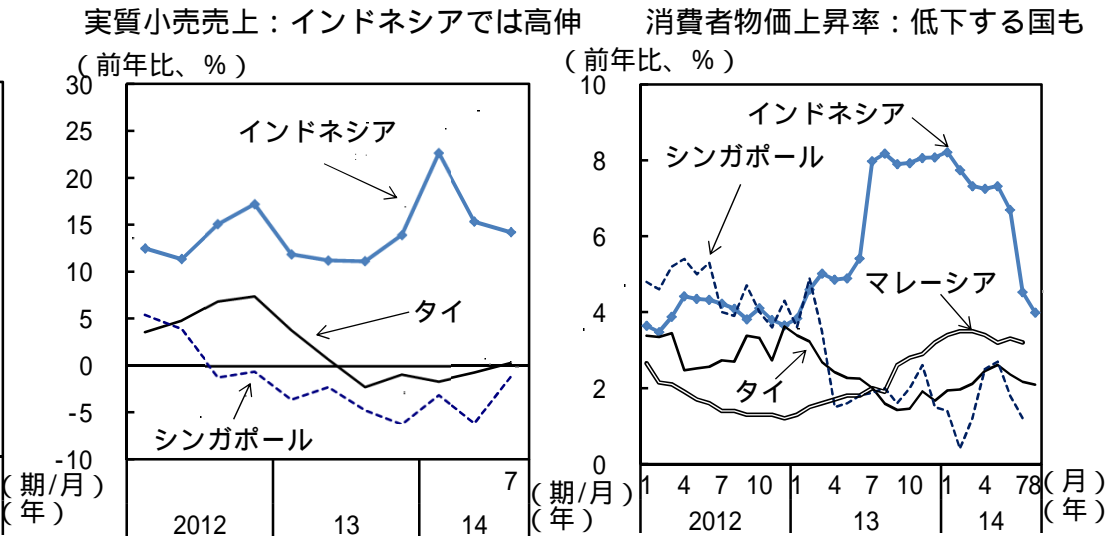 実質小売売上：インドネシアでは高伸
（前年比、％）
30
25
20
15
10
5
0
-5
-10
インドネシア
タイ
シンガポール
7
（期/月）
（年）
2012
13
14
（期/月）
（年）
消費者物価上昇率：低下する国も
（前年比、％）
10
8
6
4
2
0
インドネシア
シンガポール
マレーシア
タイ
1 4 7 10 1 4 7 10 1 4 78
（月）
2012 13 14
（年）